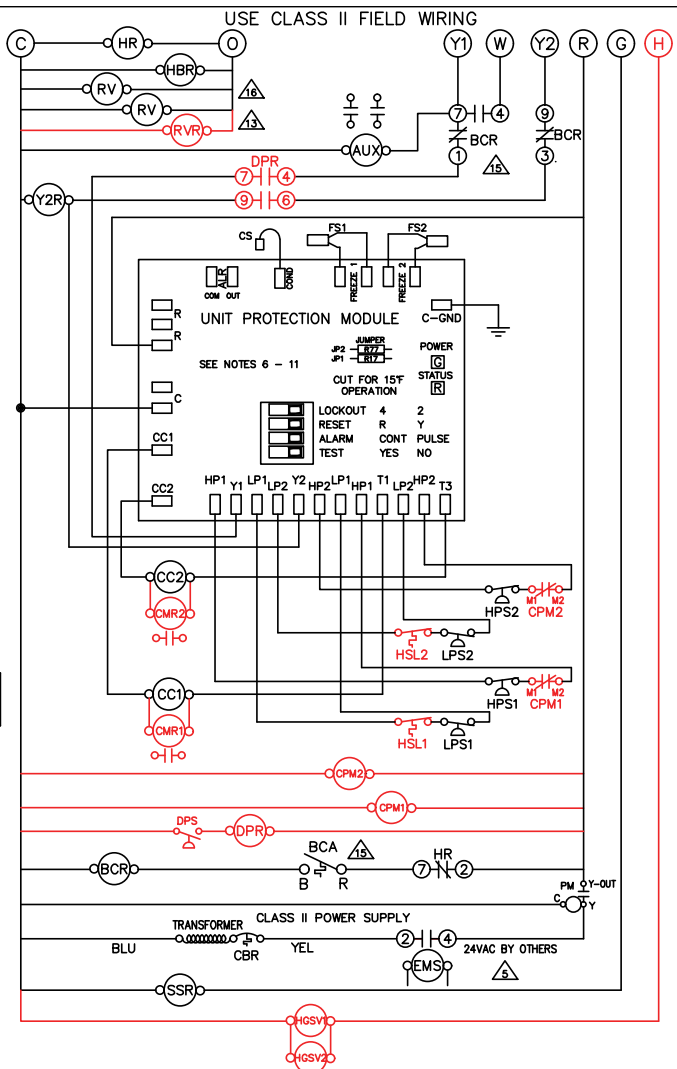 USE CLASS II FIELD WIRING
C HR O Y1 W Y2 R G H
HBR
RV 16
RV 13
RVR
7 4 9
BCR BCR
AUX
1 15 3.
DPR
7 4
9 6
Y2R
CS FS1 FS2
ALR
COM OUT
COND
FREEZE 1
FREEZE 2
R
R
UNIT PROTECTION MODULE
C-GND
JUMPER
JP2 R77
JP1 R17
POWER
G
SEE NOTES 6 - 11
CUT FOR 15°F
OPERATION
STATUS
R
C
LOCKOUT 4 2
RESET R Y
ALARM CONT PULSE
TEST YES NO
CC1
CC2
HP1 Y1 LP1 LP2 Y2 HP2 LP1 HP1 T1 LP2 HP2 T3
CC2
CMR2
HPS2
M1 M2
CPM2
HSL2 LPS2
CC1
CMR1
HPS1
M1 M2
CPM1
HSL1 LPS1
CPM2
CPM1
DPS
DPR
BCA 15 HR
BCR
B R
7 2
PM Y-OUT
C Y
CLASS II POWER SUPPLY
TRANSFORMER
BLU CBR YEL
2 4
24VAC BY OTHERS
EMS 5
SSR
HGSV1
HGSV2